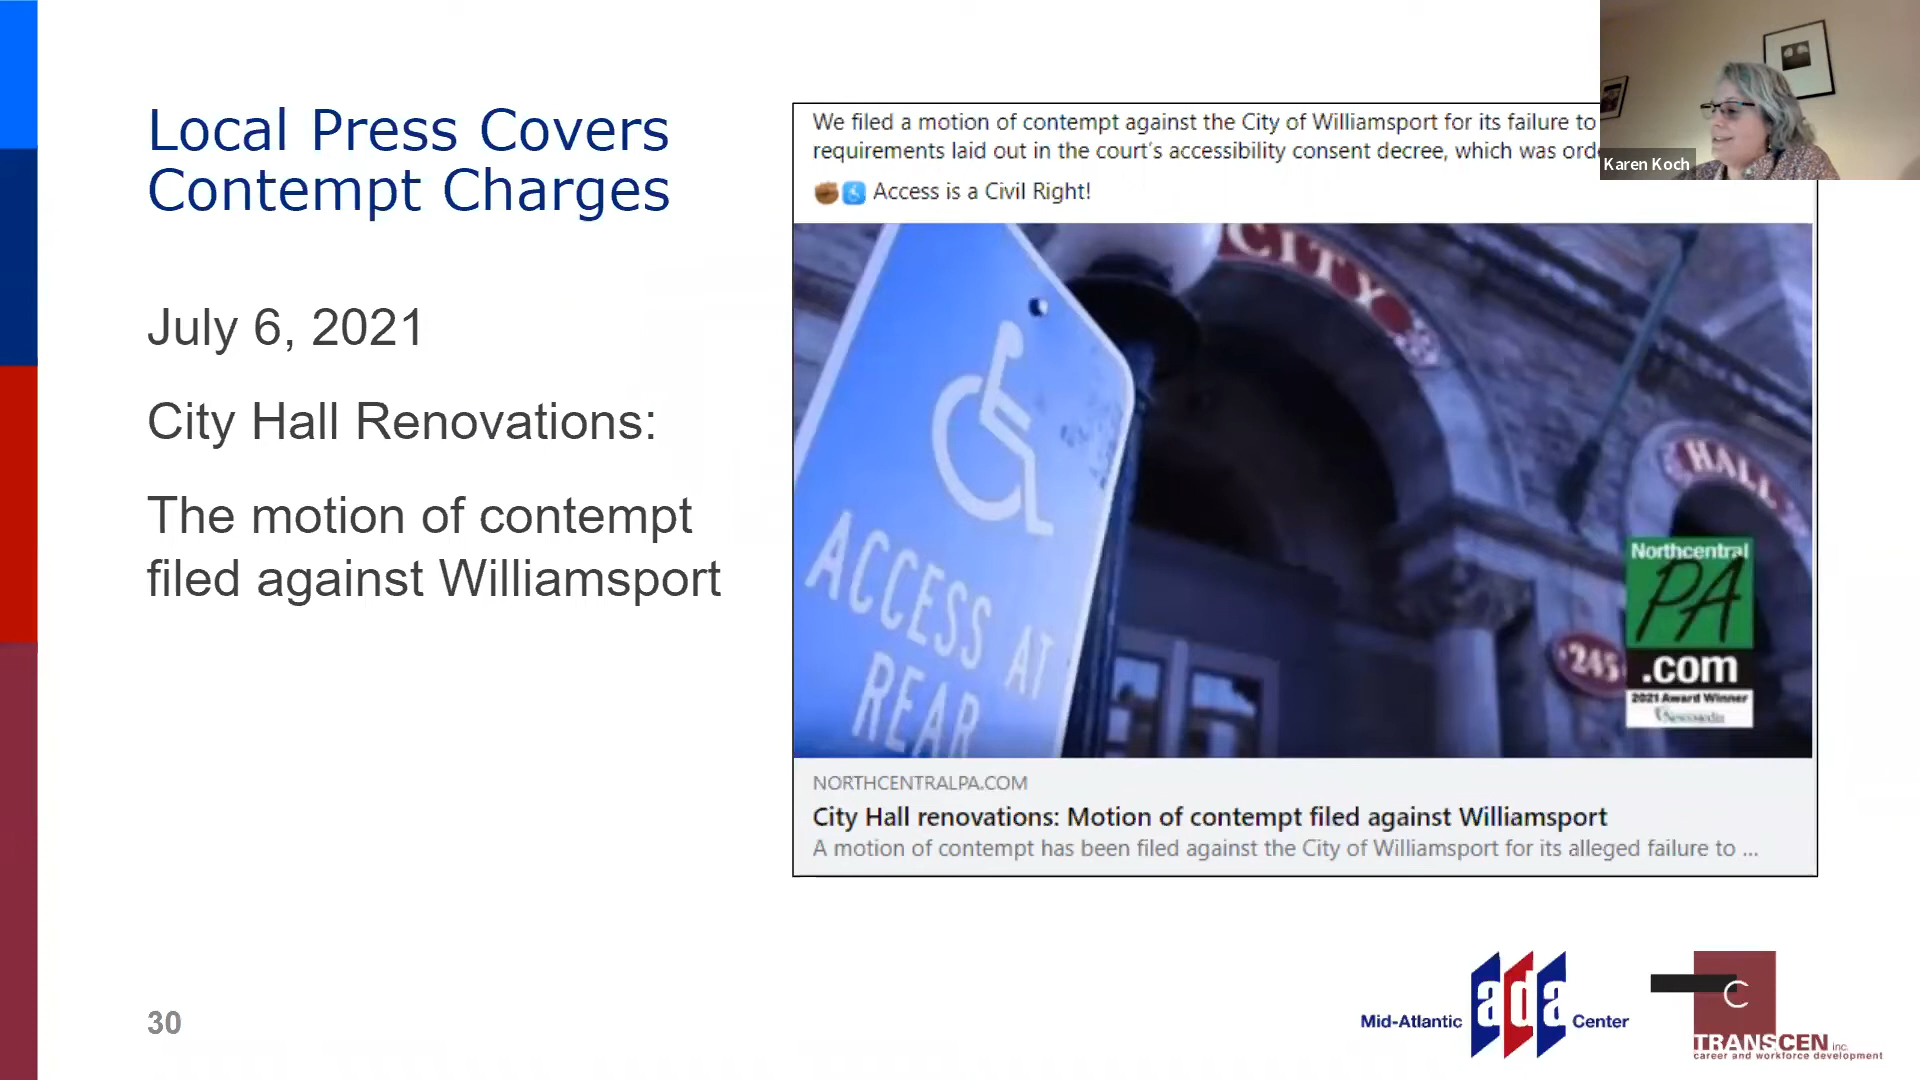 Local Press Covers
Contempt Charges
July 6, 2021
City Hall Renovations:
The motion of contempt
filed against Williamsport
We filed a motion of contempt against the City of Williamsport for its failure to
requirements laid out in the court's accessibility consent decree, which was
Access is a Civil Right!
CITY
HALL
ACCESS AT
REAR
245
Northcentral
PA
.com
2021 Award Winner
NORTHCENTRALPA.COM
City Hall renovations: Motion of contempt filed against Williamsport
A motion of contempt has been filed against the City of Williamsport for its alleged failure to ...
Karen Koch
30
Mid-Atlantic ada Center
C
TRANSCEN inc.
career and workforce development